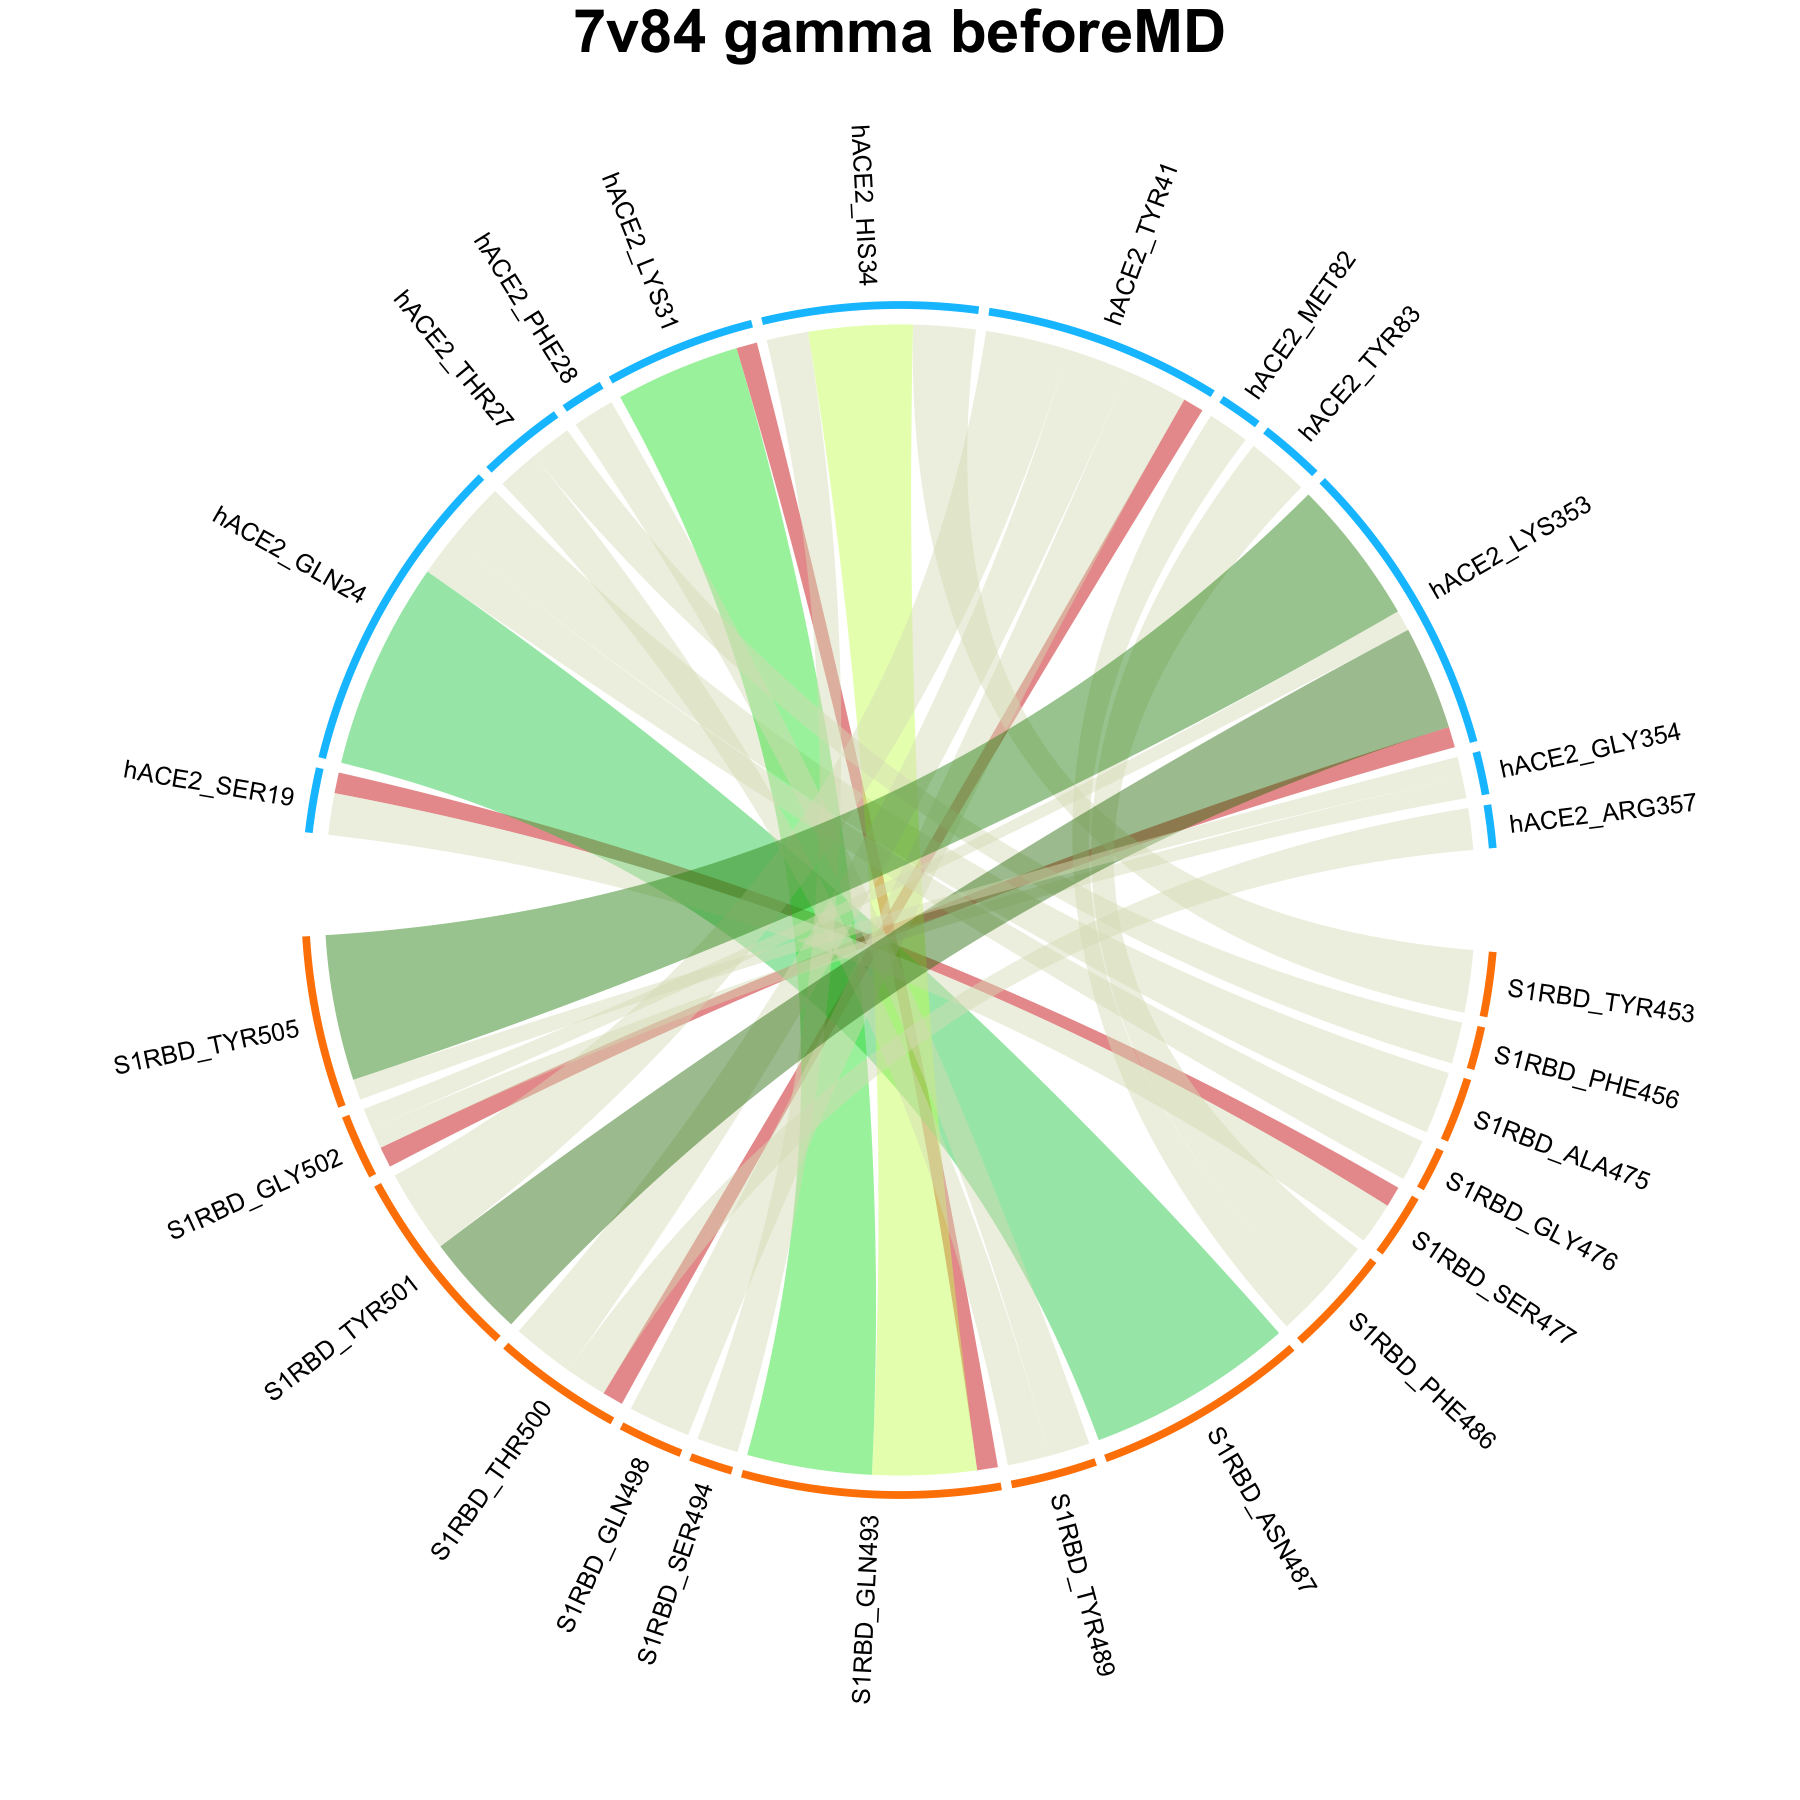 7v84 gamma beforeMD
hACE2_SER19
hACE2_GLN24
hACE2_THR27
hACE2_PHE28
hACE2_LYS31
hACE2_HIS34
hACE2_TYR41
hACE2_MET82
hACE2_TYR83
hACE2_LYS353
hACE2_GLY354
hACE2_ARG357
S1RBD_TYR453
S1RBD_PHE456
S1RBD_ALA475
S1RBD_GLY476
S1RBD_SER477
S1RBD_PHE486
S1RBD_ASN487
S1RBD_TYR489
S1RBD_GLN493
S1RBD_SER494
S1RBD_GLN498
S1RBD_THR500
S1RBD_TYR501
S1RBD_GLY502
S1RBD_TYR505